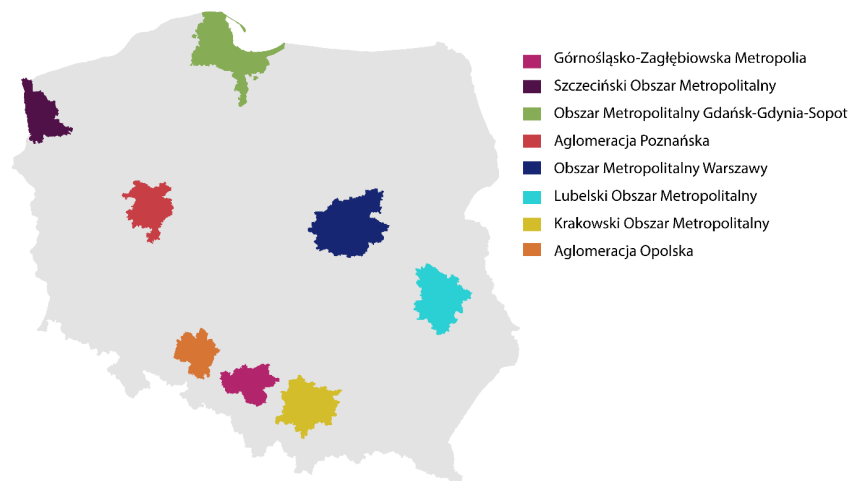 Górnośląsko-Zagłębiowska Metropolia
Szczeciński Obszar Metropolitalny
Obszar Metropolitalny Gdańsk-Gdynia-Sopot
Aglomeracja Poznańska
Obszar Metropolitalny Warszawy
Lubelski Obszar Metropolitalny
Krakowski Obszar Metropolitalny
Aglomeracja Opolska